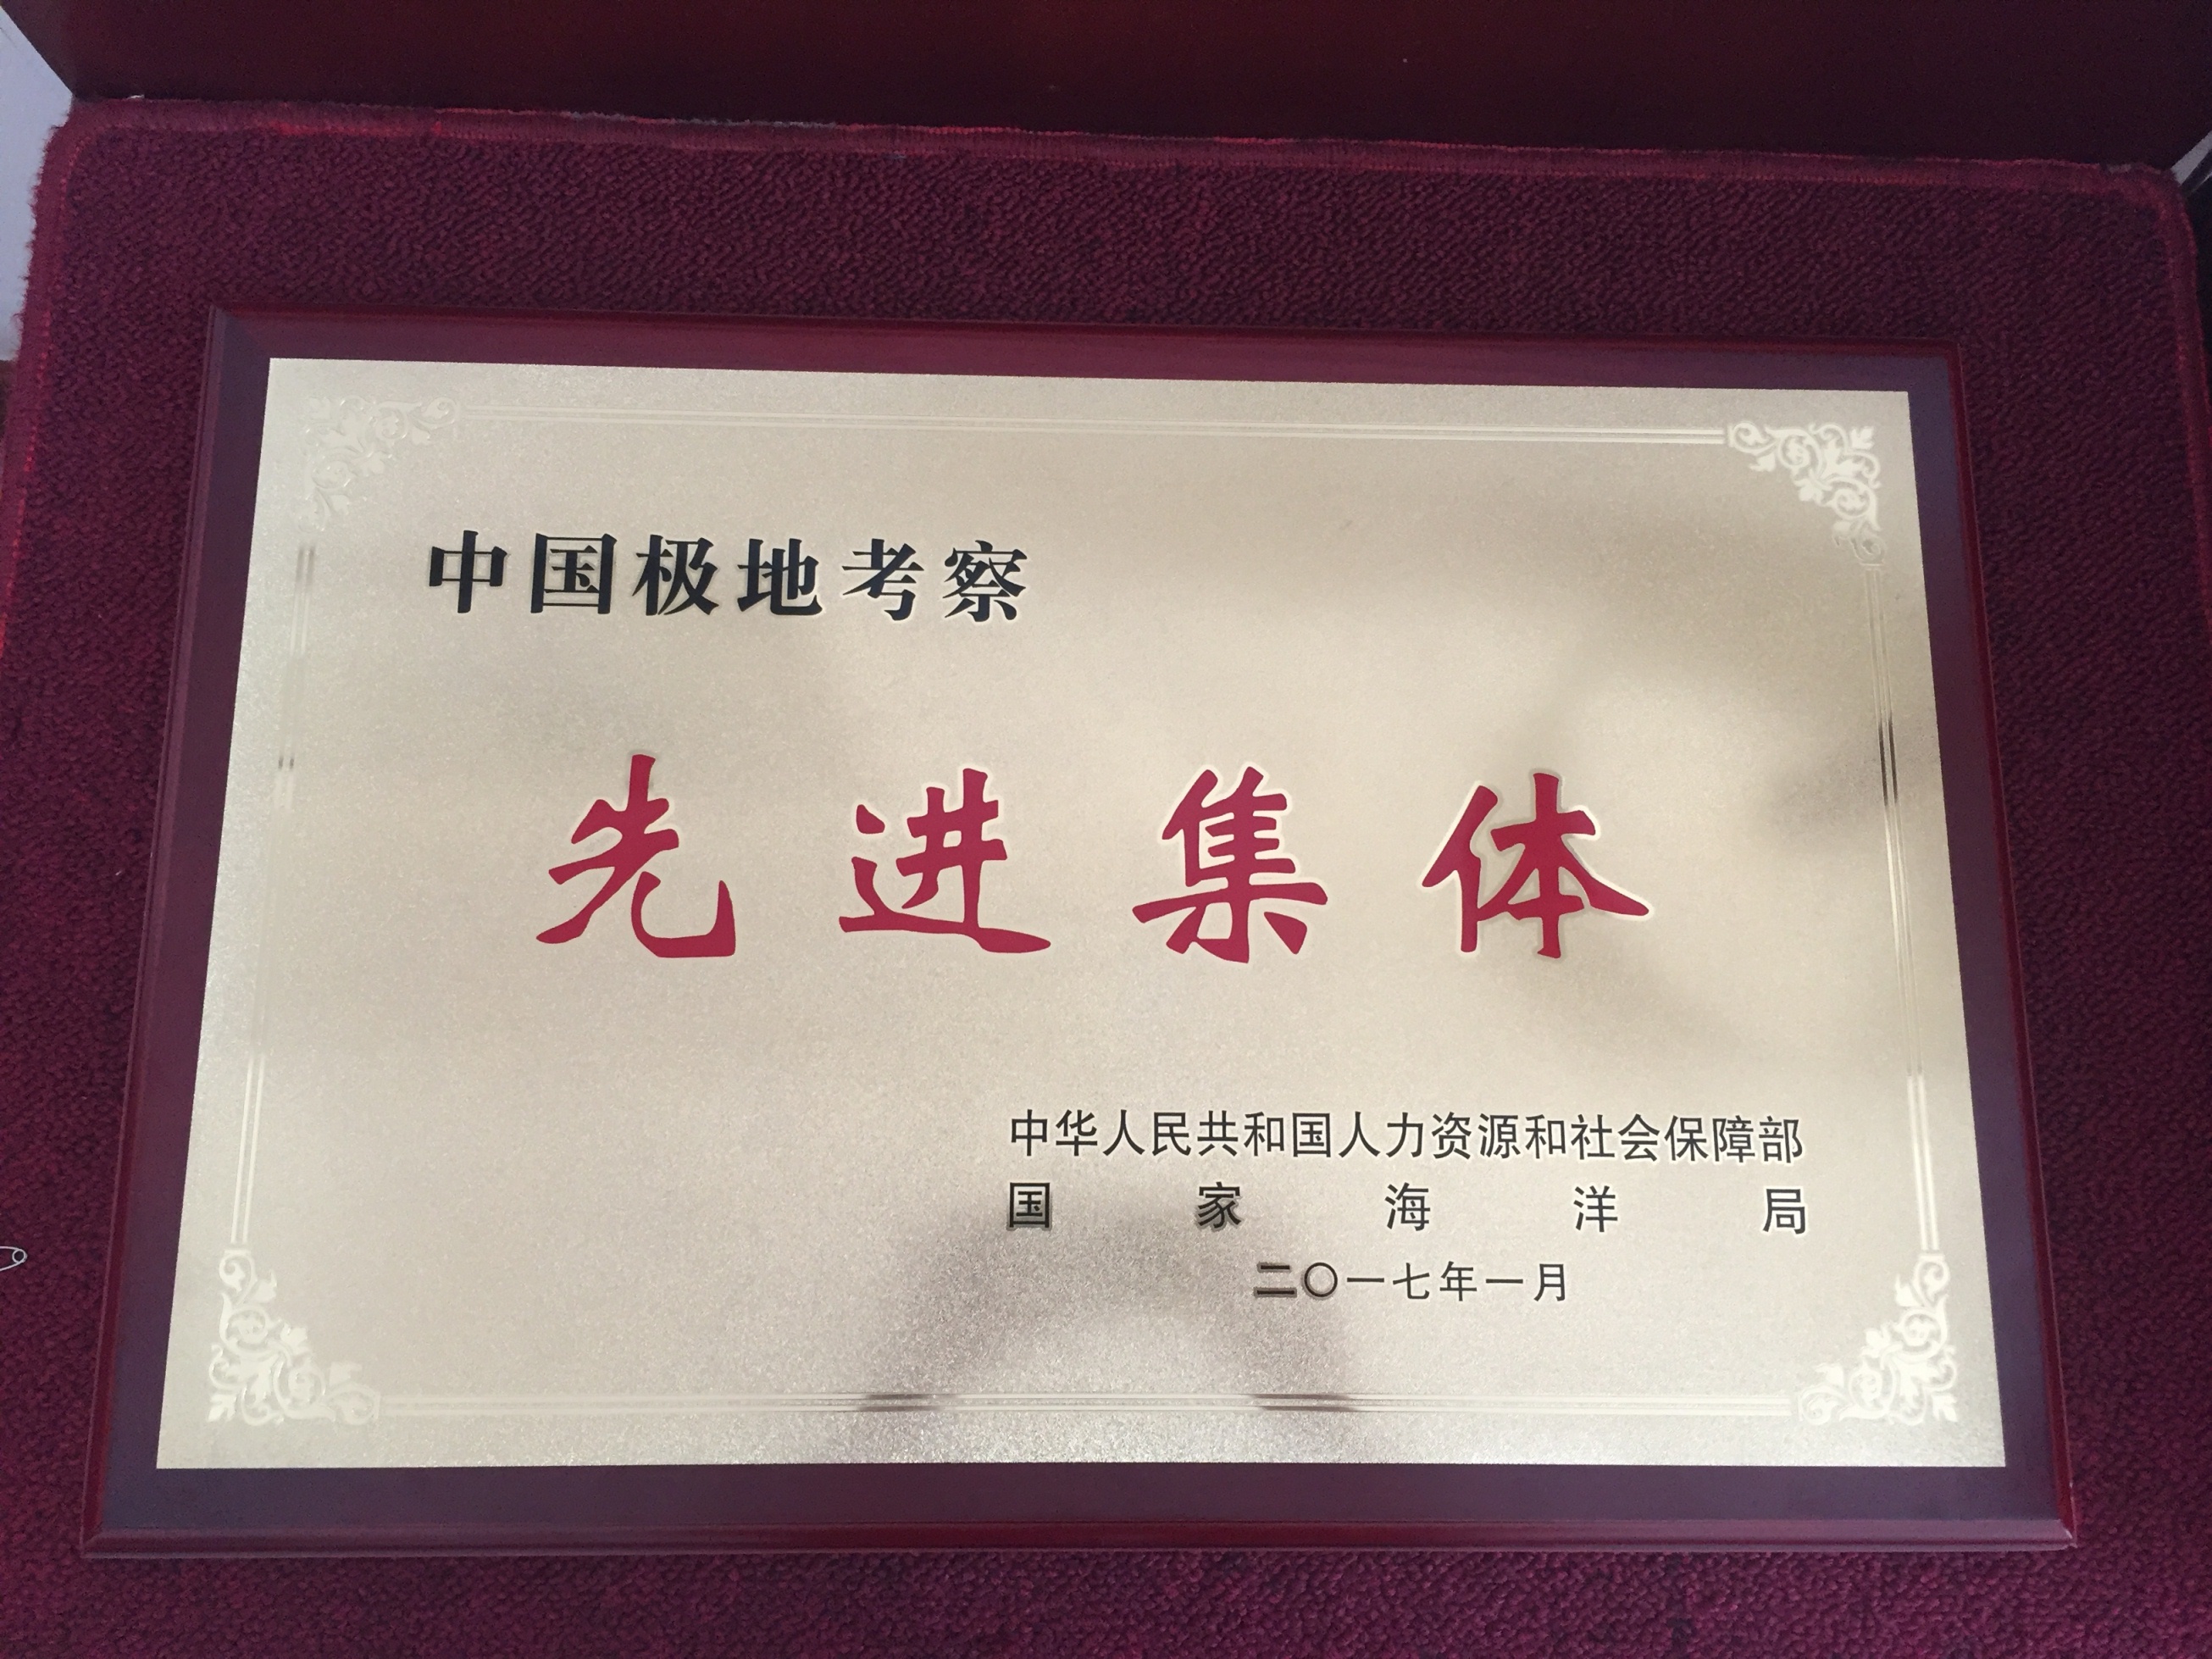 中国极地考察
先进集体
中华人民共和国人力资源和社会保障部
国家海洋局
二〇一七年一月